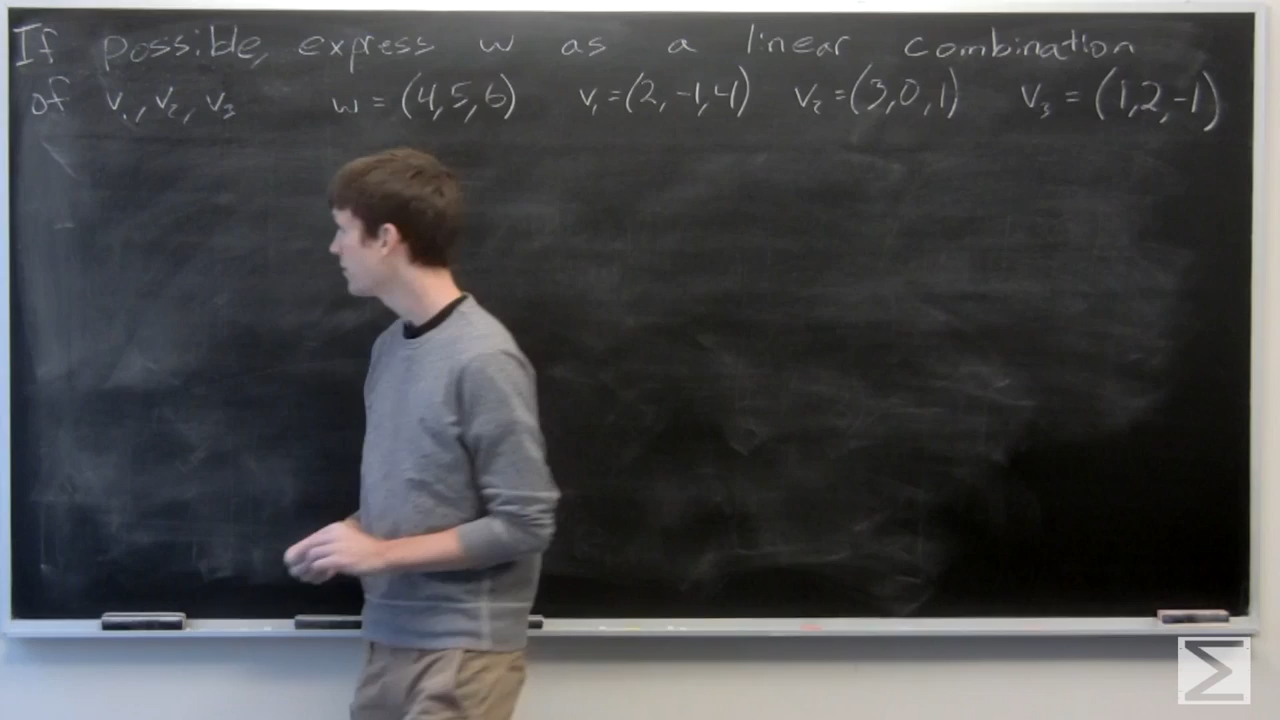 If possible, express w as a linear combination
of v₁, v₂, v₃ w = (4,5,6) v₁=(2,-1,4) v₂=(3,0,1) v₃ = (1,2,-1)